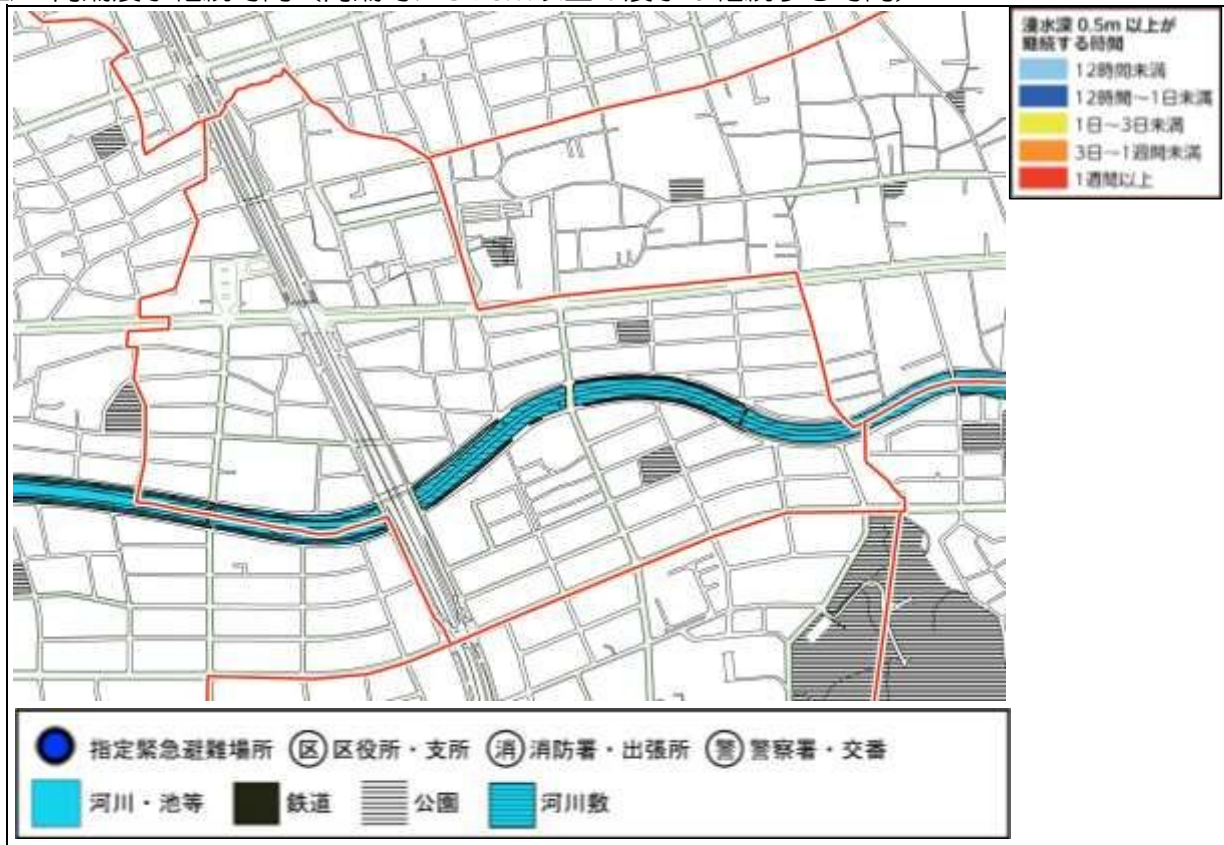 浸水深 0.5m 以上が
継続する時間
12時間未満
12時間～1日未満
1日～3日未満
3日～1週間未満
1週間以上
指定緊急避難場所 区 区役所・支所 消 消防署・出張所 警 警察署・交番
河川・池等 鉄道 公園 河川敷